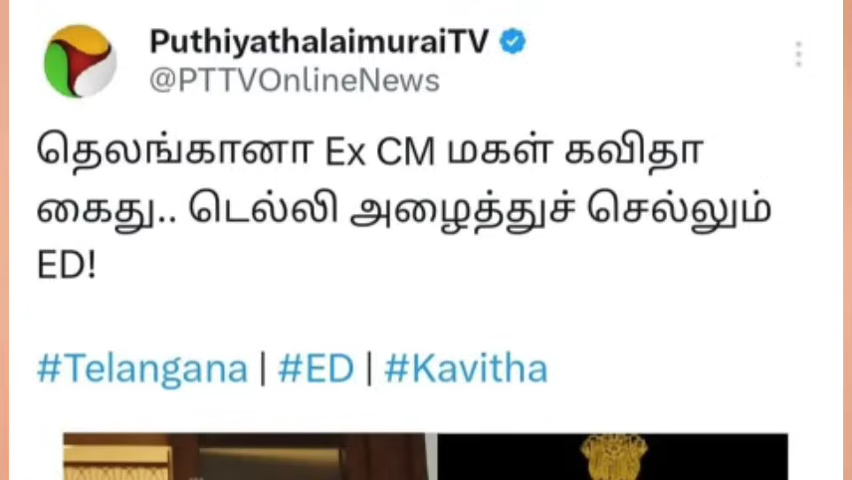 PuthiyathalaimuraiTV
@PTTVOnlineNews
தெலங்கானா Ex CM மகள் கவிதா
கைது.. டெல்லி அழைத்துச் செல்லும்
ED!
#Telangana | #ED | #Kavitha